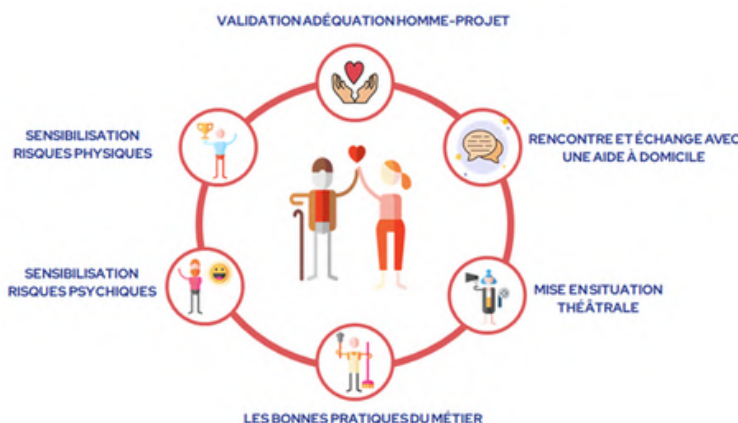 VALIDATION ADÉQUATION HOMME-PROJET
RENCONTRE ET ÉCHANGE AVEC
UNE AIDE À DOMICILE
MISE EN SITUATION
THÉÂTRALE
LES BONNES PRATIQUES DU MÉTIER
SENSIBILISATION
RISQUES PSYCHIQUES
SENSIBILISATION
RISQUES PHYSIQUES